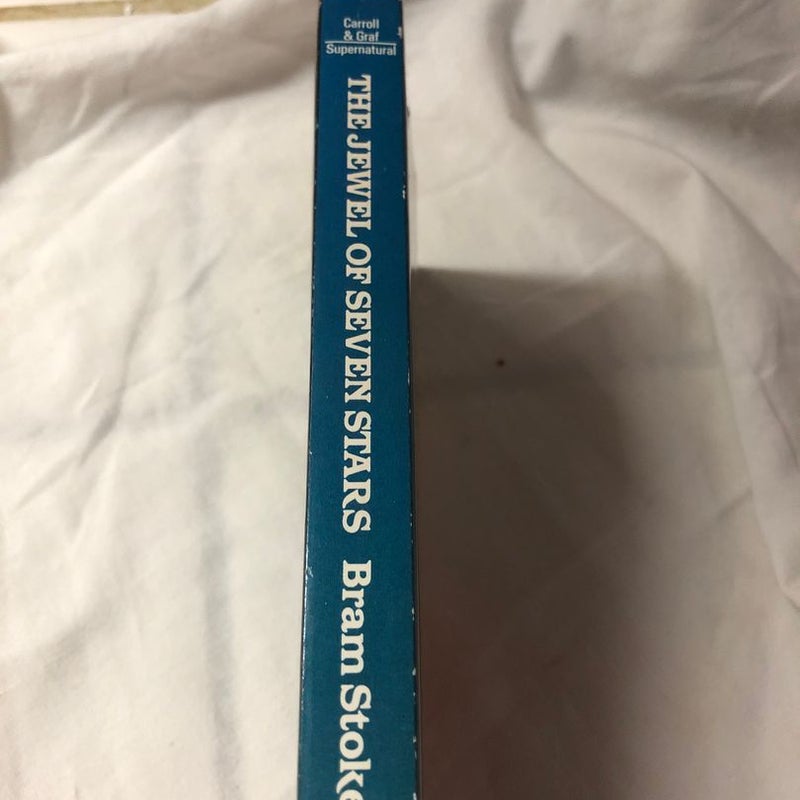 Carroll
& Graf
Supernatural
THE JEWEL OF SEVEN STARS Bram Stoke